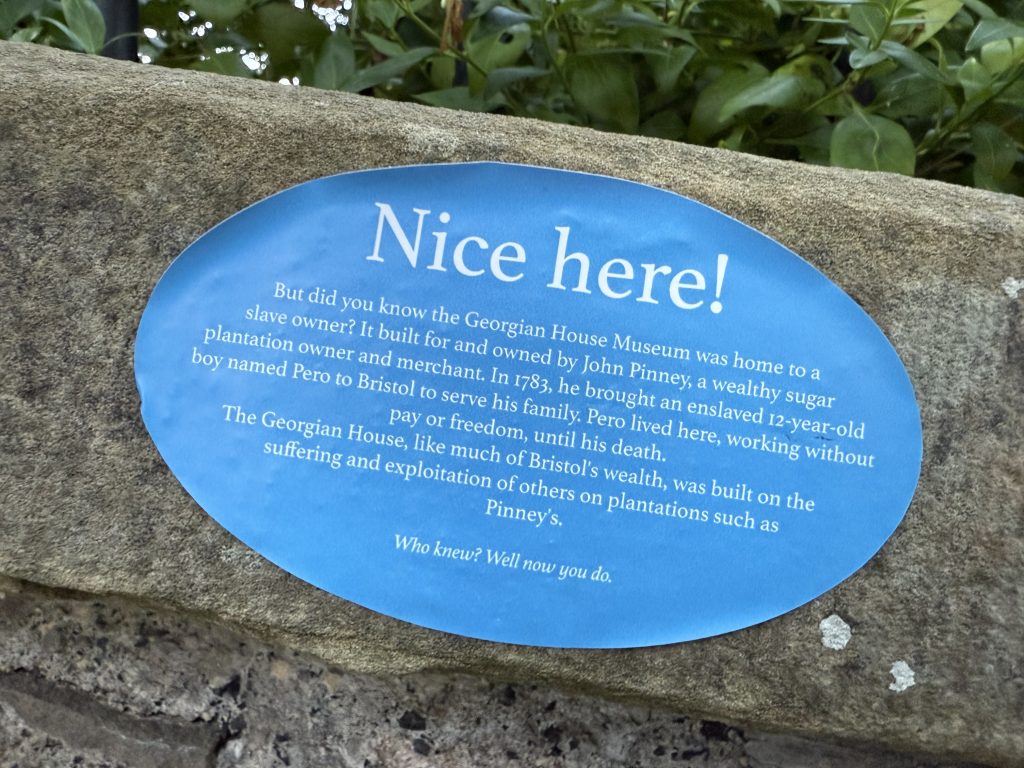 Nice here!
But did you know the Georgian House Museum was home to a
slave owner? It built for and owned by John Pinney, a wealthy sugar
plantation owner and merchant. In 1783, he brought an enslaved 12-year-old
boy named Pero to Bristol to serve his family. Pero lived here, working without
pay or freedom, until his death.
The Georgian House, like much of Bristol's wealth, was built on the
suffering and exploitation of others on plantations such as
Pinney's.
Who knew? Well now you do.